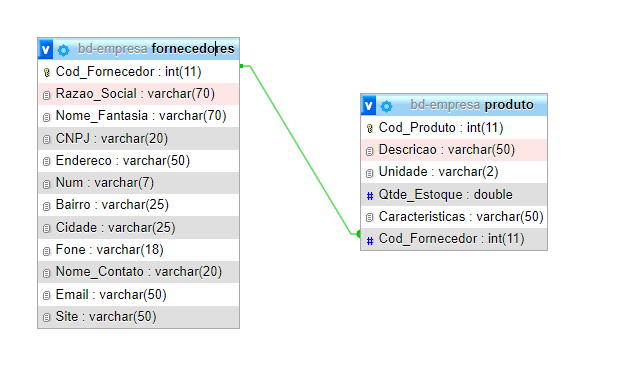 bd-empresa fornecedores
Cod_Fornecedor : int(11)
Razao_Social : varchar(70)
Nome_Fantasia : varchar(70)
CNPJ : varchar(20)
Endereco : varchar(50)
Num : varchar(7)
Bairro : varchar(25)
Cidade : varchar(25)
Fone : varchar(18)
Nome_Contato : varchar(20)
Email : varchar(50)
Site : varchar(50)
bd-empresa produto
Cod_Produto : int(11)
Descricao : varchar(50)
Unidade : varchar(2)
# Qtde_Estoque : double
Caracteristicas : varchar(50)
# Cod_Fornecedor : int(11)